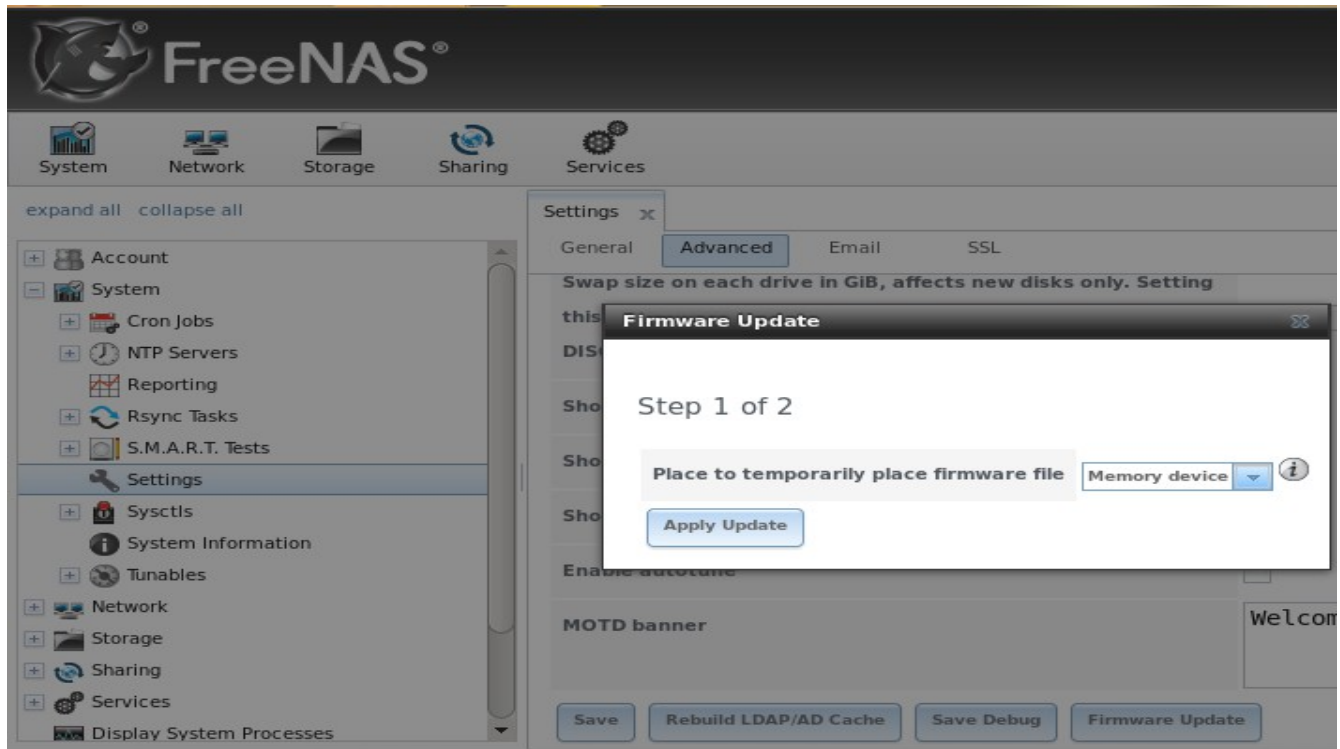 FreeNAS®
System Network Storage Sharing Services
expand all collapse all
Account
System
Cron Jobs
NTP Servers
Reporting
Rsync Tasks
S.M.A.R.T. Tests
Settings
Sysctls
System Information
Tunables
Network
Storage
Sharing
Services
Display System Processes
Settings
General Advanced Email SSL
Swap size on each drive in GiB, affects new disks only. Setting
this
DISC
Sho
Sho
Sho
Enable autotune
MOTD banner
Welcom
Save Rebuild LDAP/AD Cache Save Debug Firmware Update
Firmware Update
Step 1 of 2
Place to temporarily place firmware file Memory device
Apply Update